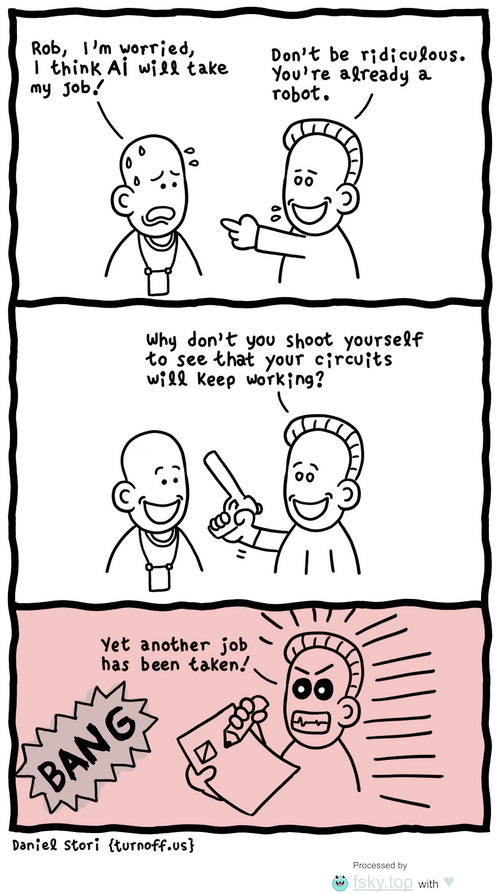 Rob, I'm worried,
I think Ai will take
my job!
Don't be ridiculous.
You're already a
robot.
Why don't you shoot yourself
to see that your circuits
will keep working?
Yet another job
has been taken!
BANG
Daniel Stori {turnoff.us}
Processed by
fsky.top with ♥